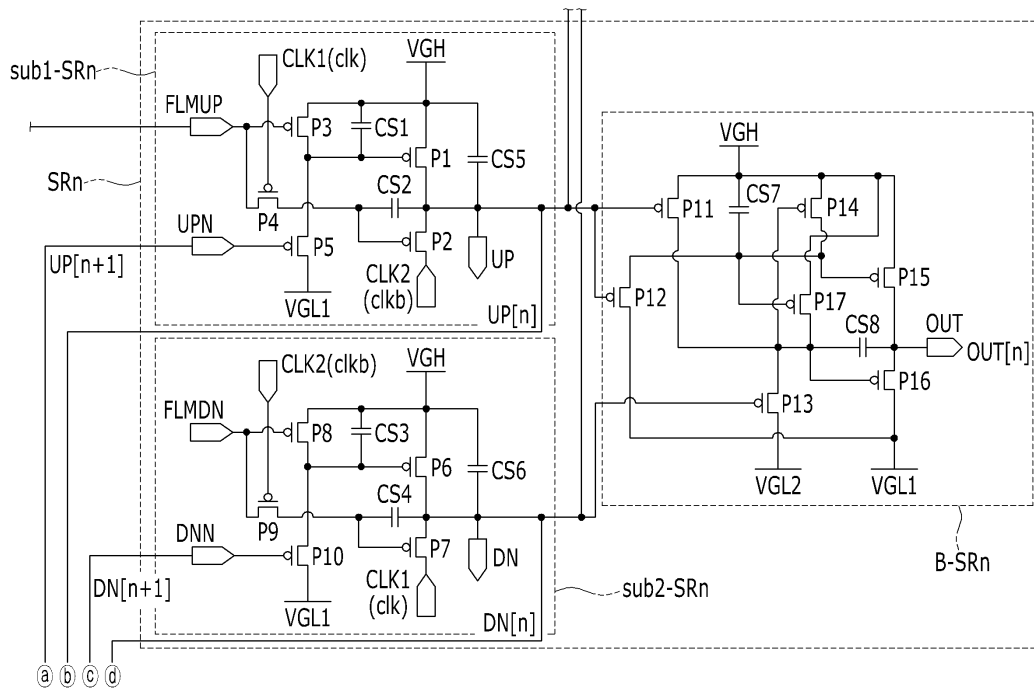 sub1-SRn
SRn
CLK1(clk)
VGH
FLMUP
P3
CS1
P1
CS5
CS2
P4
UPN
P5
P2
UP
UP[n+1]
CLK2
(clkb)
VGL1
UP[n]
VGH
CS7
P11
P14
P12
P17
P15
CS8
OUT
OUT[n]
P16
P13
VGL2
VGL1
B-SRn
CLK2(clkb)
VGH
FLMDN
P8
CS3
P6
CS6
CS4
P9
DNN
P10
P7
DN
DN[n+1]
CLK1
(clk)
VGL1
DN[n]
sub2-SRn
ⓐ ⓑ ⓒ ⓓ